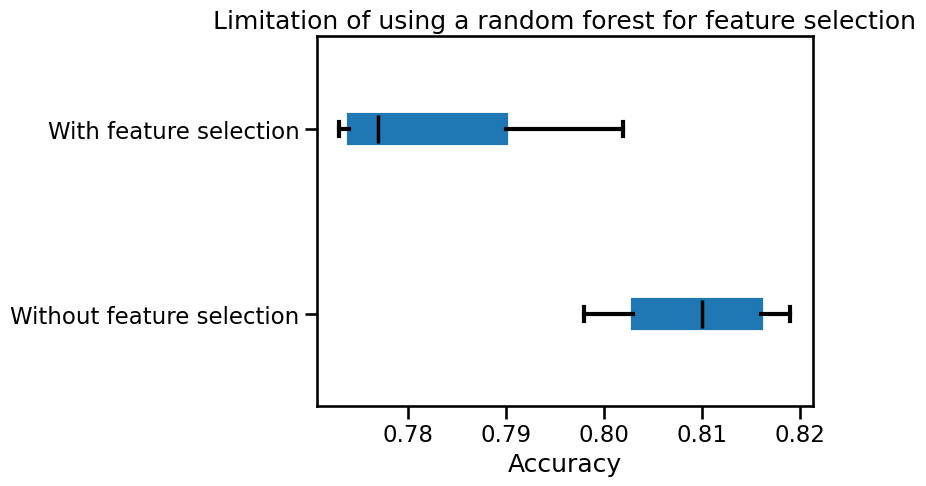 Limitation of using a random forest for feature selection
With feature selection
Without feature selection
0.78 0.79 0.80 0.81 0.82
Accuracy